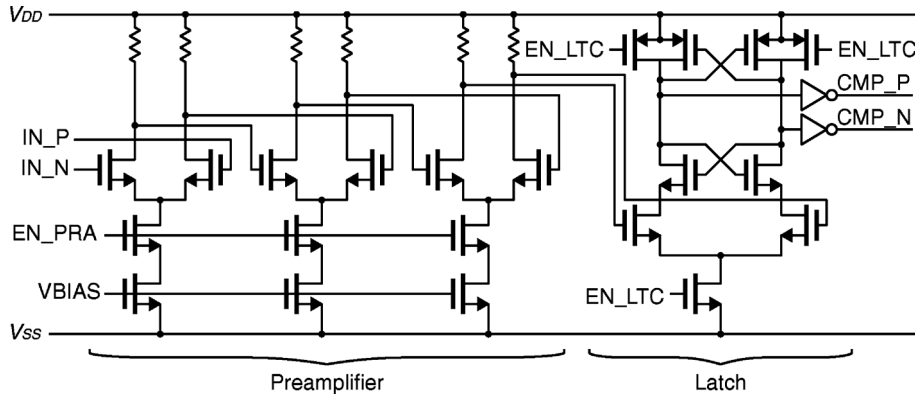 VDD
EN_LTC
EN_LTC
CMP_P
CMP_N
IN_P
IN_N
EN_PRA
VBIAS
EN_LTC
VSS
Preamplifier
Latch